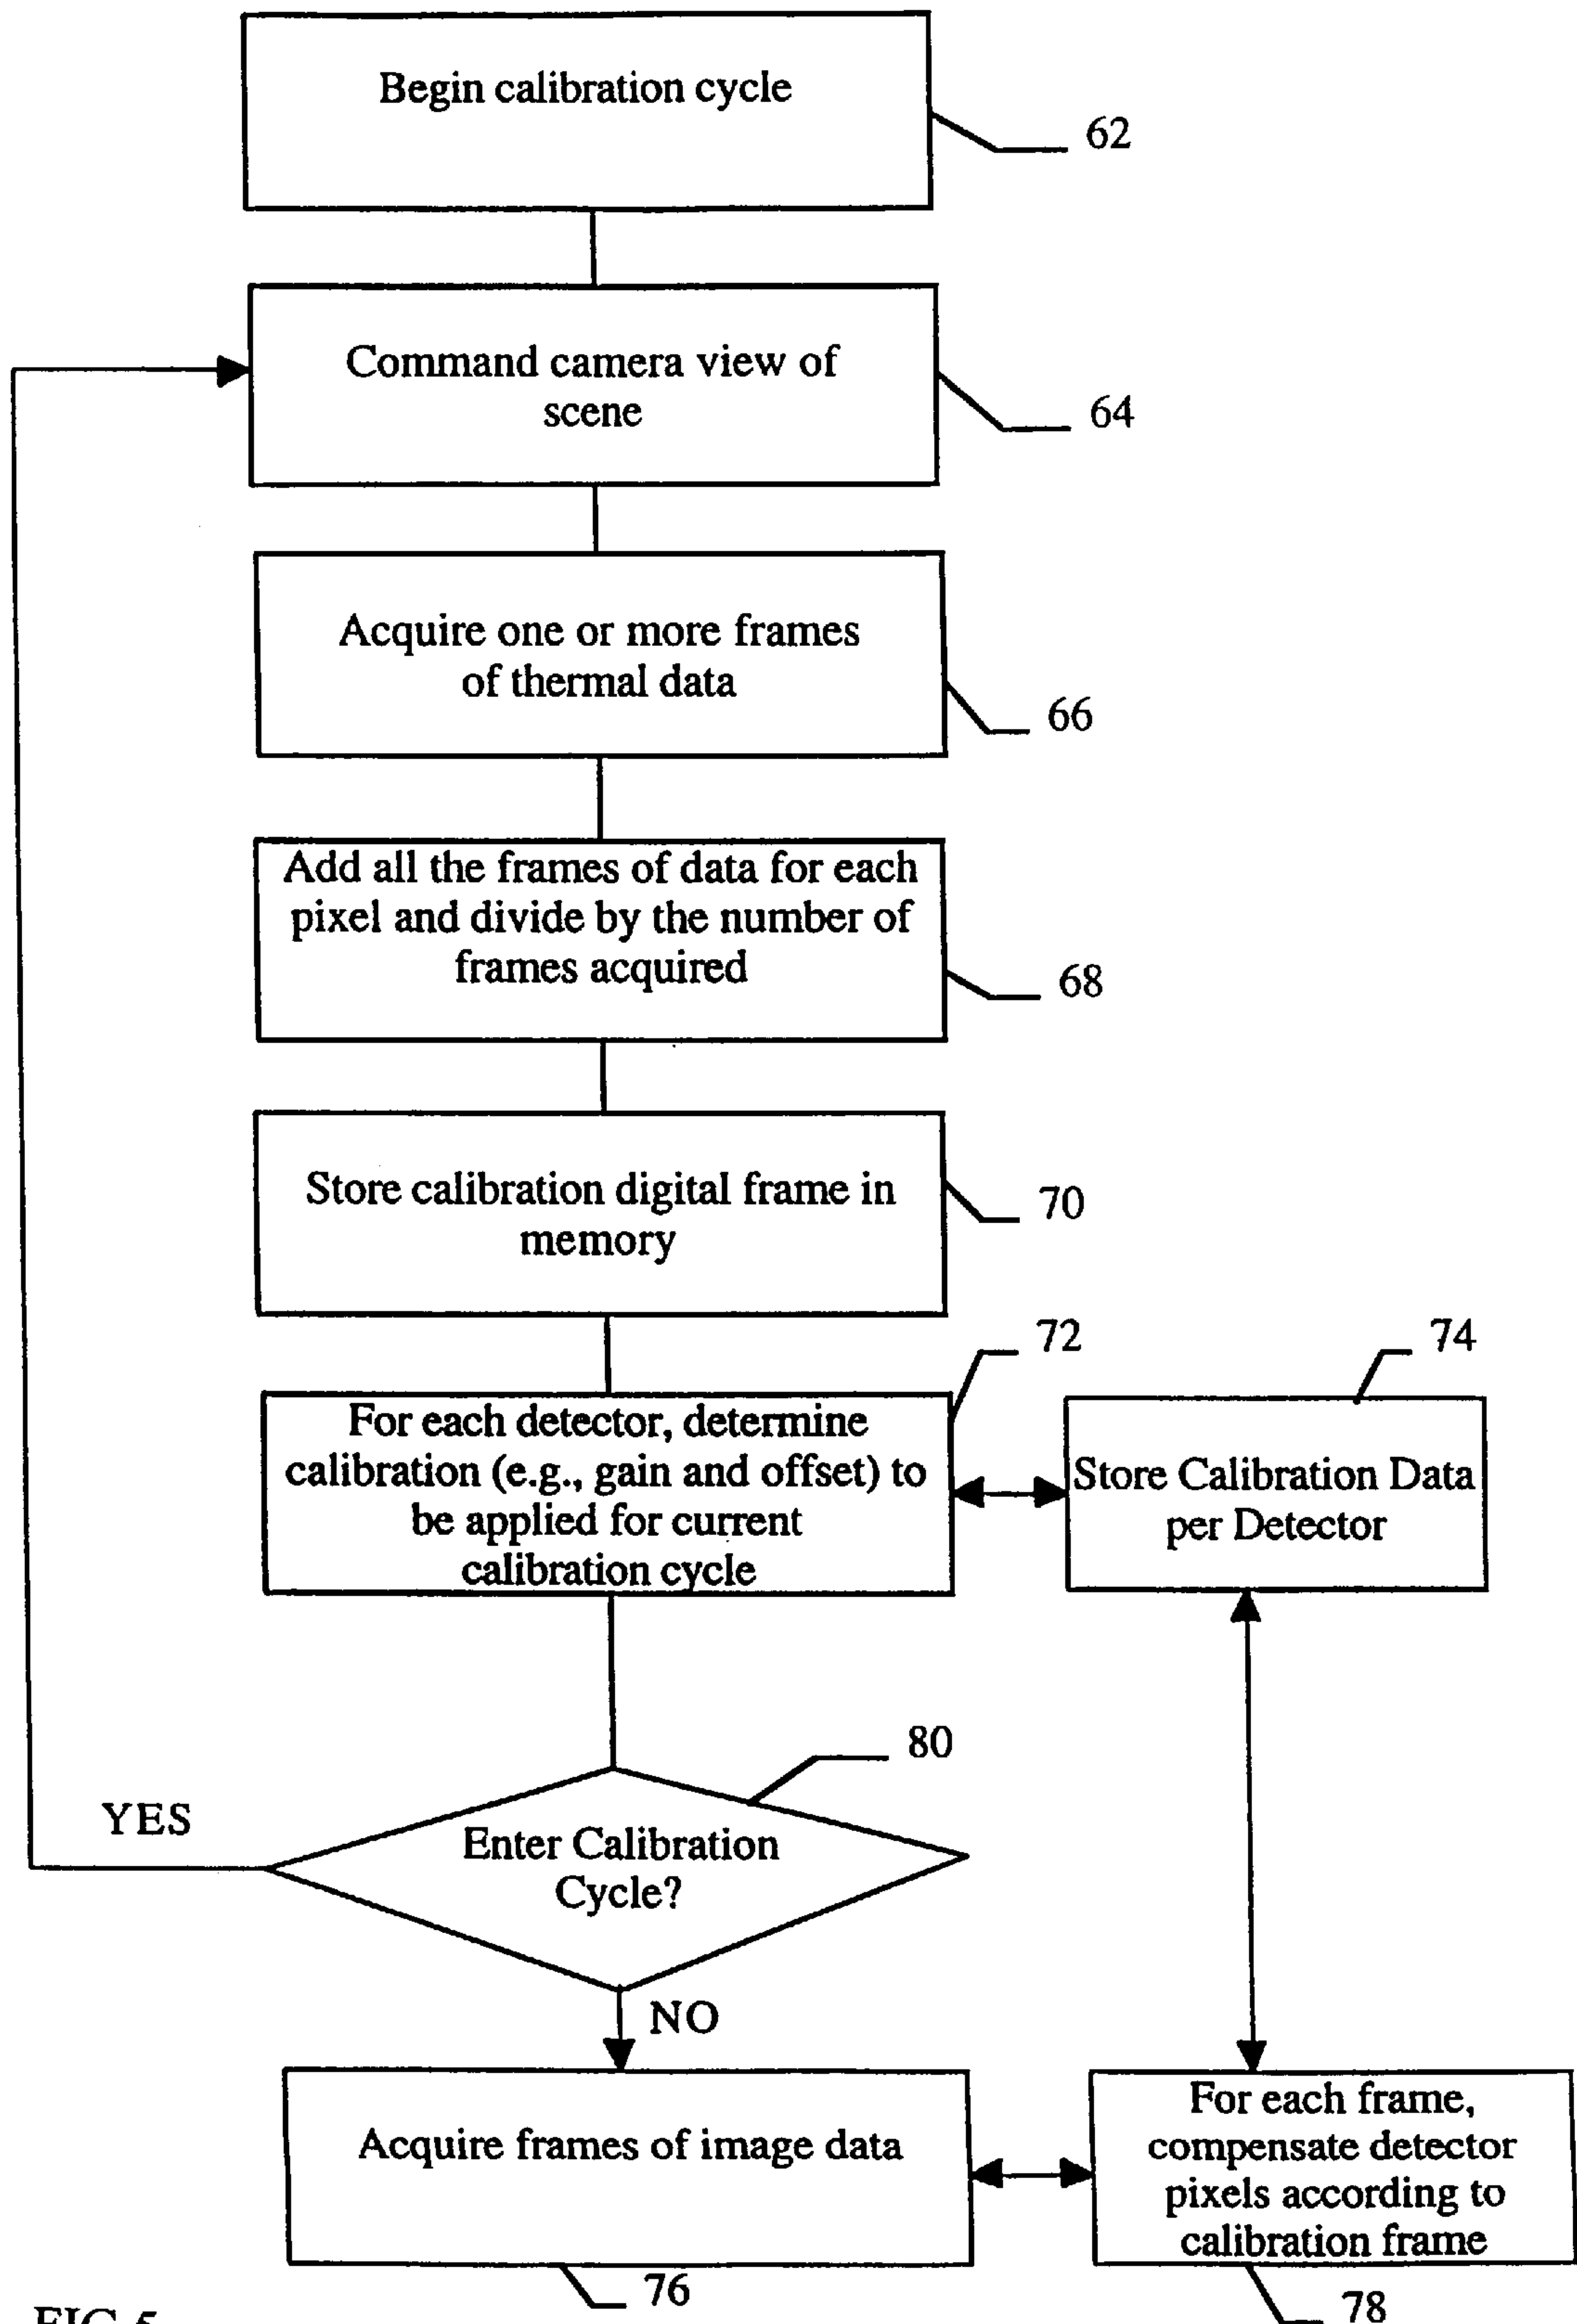 Begin calibration cycle
62
Command camera view of
scene
64
Acquire one or more frames
of thermal data
66
Add all the frames of data for each
pixel and divide by the number of
frames acquired
68
Store calibration digital frame in
memory
70
72
74
For each detector, determine
calibration (e.g., gain and offset) to
be applied for current
calibration cycle
Store Calibration Data
per Detector
80
YES
Enter Calibration
Cycle?
NO
Acquire frames of image data
For each frame,
compensate detector
pixels according to
calibration frame
76
78
FIG 5